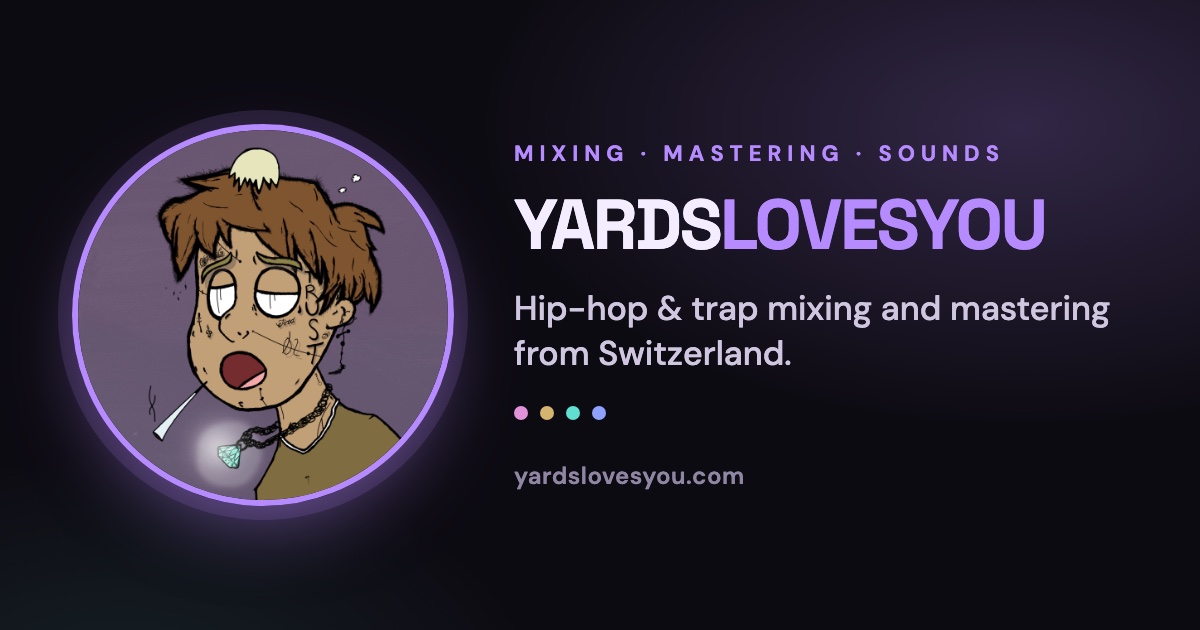 MIXING · MASTERING · SOUNDS
YARDSLOVESYOU
Hip-hop & trap mixing and mastering
from Switzerland.
yardslovesyou.com